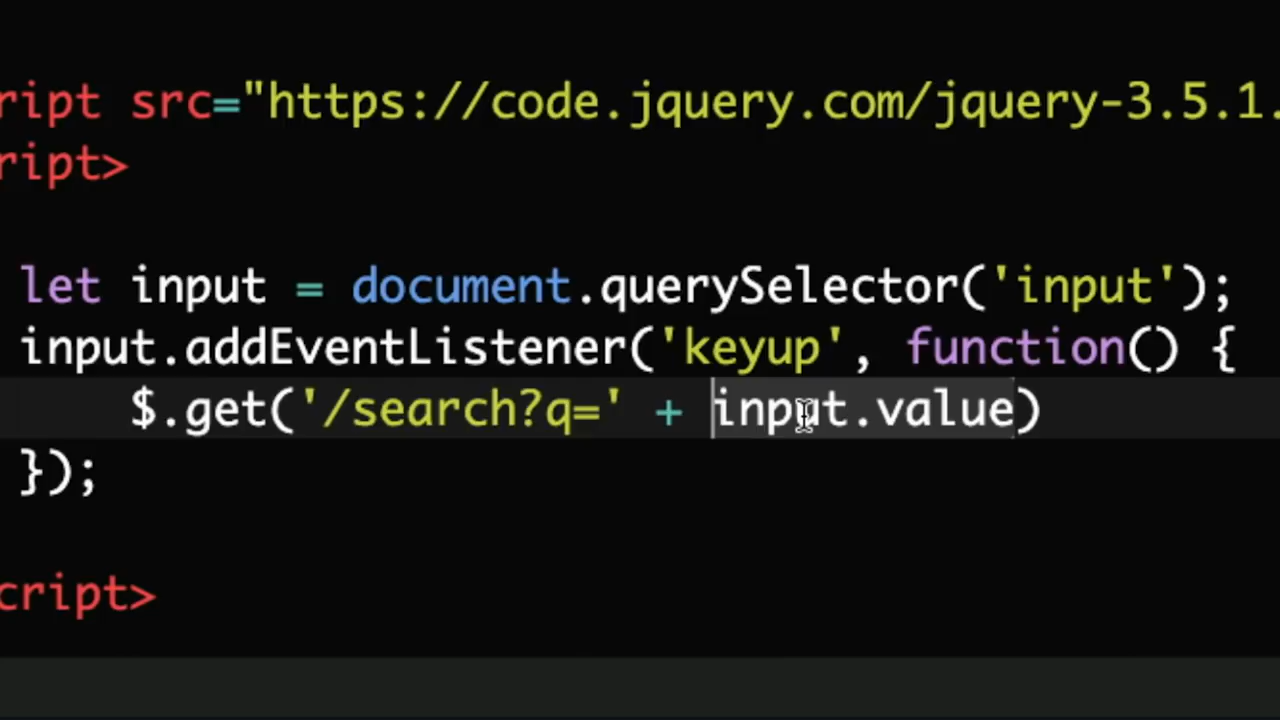 ript src="https://code.jquery.com/jquery-3.5.1.
ript>
let input = document.querySelector('input');
input.addEventListener('keyup', function() {
$.get('/search?q=' + input.value)
});
cript>